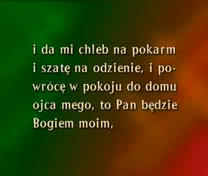 i da mi chleb na pokarm
i szatę na odzienie, i po-
wrócę w pokoju do domu
ojca mego, to Pan będzie
Bogiem moim,